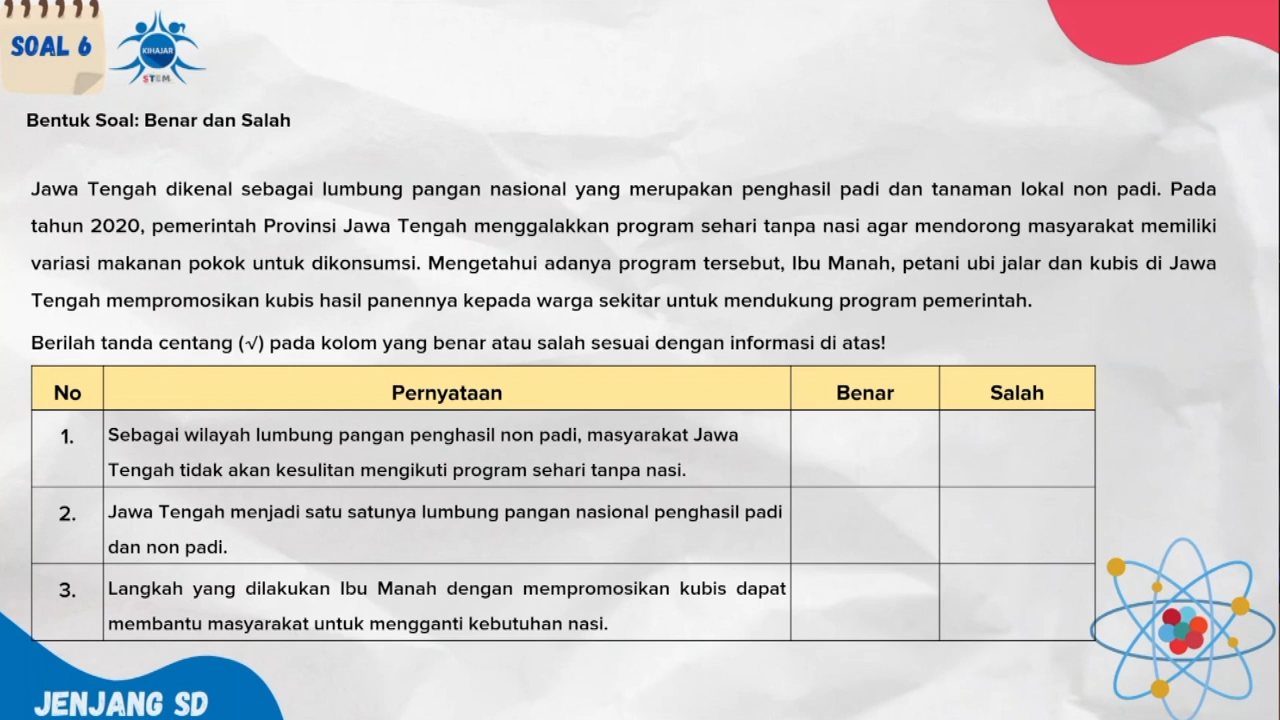 SOAL 6
KIHAJAR
STEM
Bentuk Soal: Benar dan Salah
Jawa Tengah dikenal sebagai lumbung pangan nasional yang merupakan penghasil padi dan tanaman lokal non padi. Pada
tahun 2020, pemerintah Provinsi Jawa Tengah menggalakkan program sehari tanpa nasi agar mendorong masyarakat memiliki
variasi makanan pokok untuk dikonsumsi. Mengetahui adanya program tersebut, Ibu Manah, petani ubi jalar dan kubis di Jawa
Tengah mempromosikan kubis hasil panennya kepada warga sekitar untuk mendukung program pemerintah.
Berilah tanda centang (√) pada kolom yang benar atau salah sesuai dengan informasi di atas!
No Pernyataan Benar Salah
1. Sebagai wilayah lumbung pangan penghasil non padi, masyarakat Jawa
Tengah tidak akan kesulitan mengikuti program sehari tanpa nasi.
2. Jawa Tengah menjadi satu satunya lumbung pangan nasional penghasil padi
dan non padi.
3. Langkah yang dilakukan Ibu Manah dengan mempromosikan kubis dapat
membantu masyarakat untuk mengganti kebutuhan nasi.
JENJANG SD